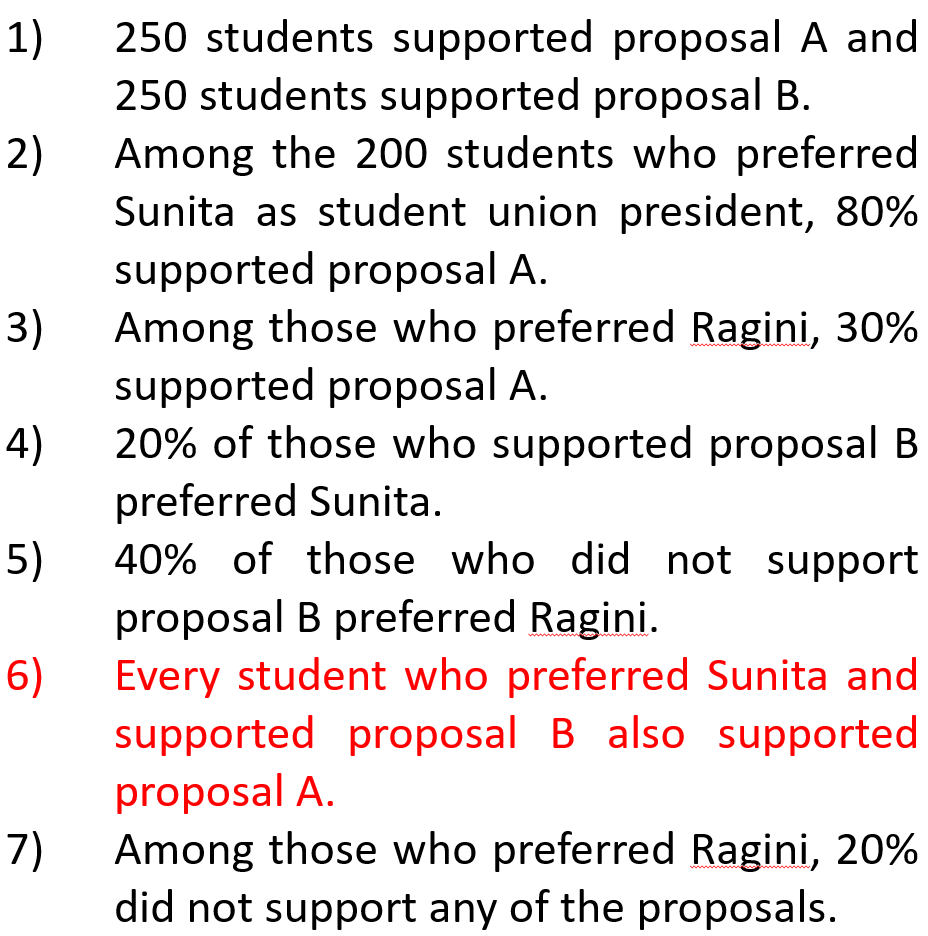 1) 250 students supported proposal A and
250 students supported proposal B.
2) Among the 200 students who preferred
Sunita as student union president, 80%
supported proposal A.
3) Among those who preferred Ragini, 30%
supported proposal A.
4) 20% of those who supported proposal B
preferred Sunita.
5) 40% of those who did not support
proposal B preferred Ragini.
6) Every student who preferred Sunita and
supported proposal B also supported
proposal A.
7) Among those who preferred Ragini, 20%
did not support any of the proposals.